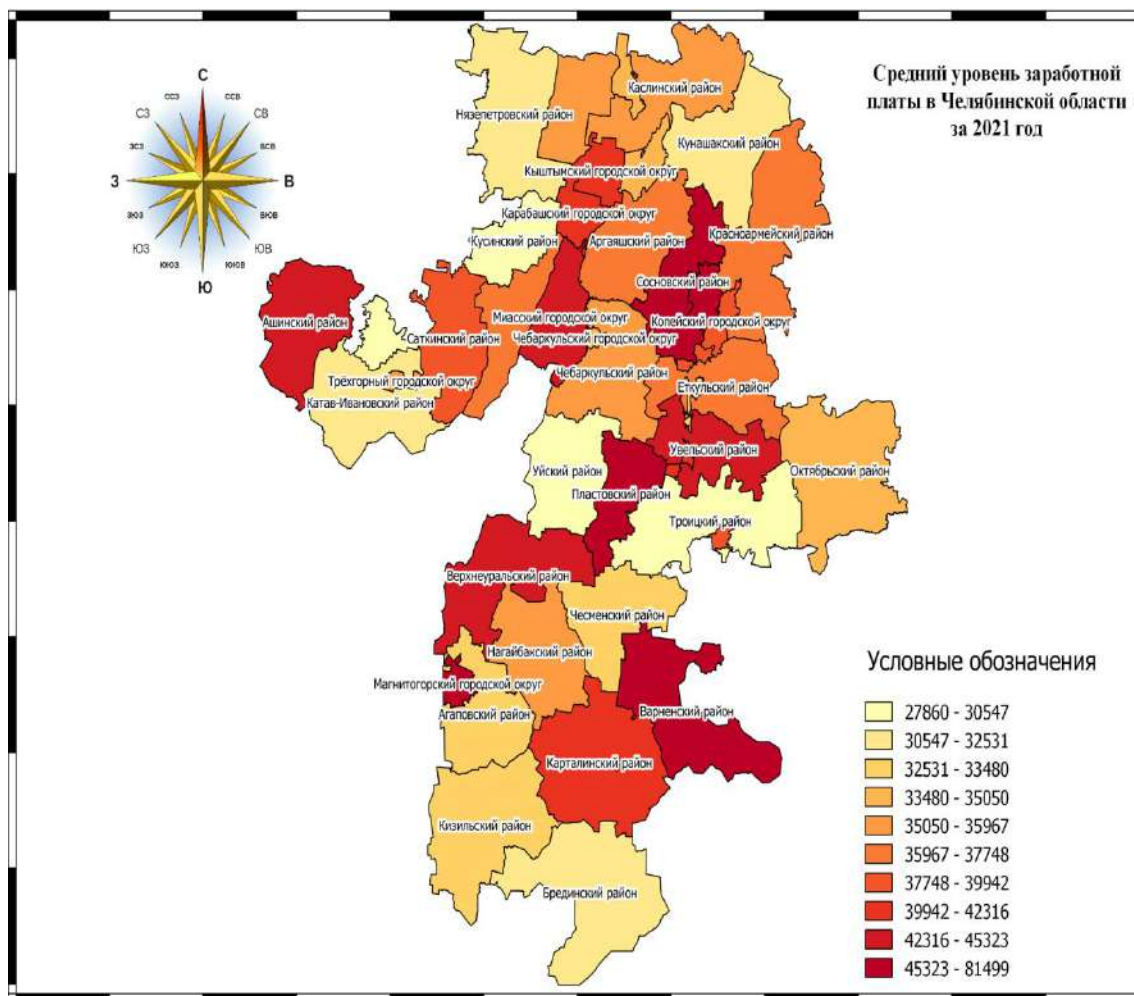 Средний уровень заработной
платы в Челябинской области
за 2021 год
С
ССЗ
ССВ
СЗ
СВ
ЗСЗ
ВСВ
З
В
ЗЮЗ
ВЮВ
ЮЗ
ЮВ
ЮЮЗ
ЮЮВ
Ю
Каслинский район
Нязепетровский район
Кунашакский район
Кыштымский городской округ
Карабашский городской округ
Красноармейский район
Кусинский район
Аргаяшский район
Сосновский район
Ашинский район
Миасский городской округ
Копейский городской округ
Саткинский район
Чебаркульский городской округ
Чебаркульский район
Трёхгорный городской округ
Еткульский район
Катав-Ивановский район
Увельский район
Уйский район
Октябрьский район
Пластовский район
Троицкий район
Верхнеуральский район
Чесменский район
Нагайбакский район
Магнитогорский городской округ
Варненский район
Агаповский район
Карталинский район
Кизильский район
Брединский район
Условные обозначения
27860 - 30547
30547 - 32531
32531 - 33480
33480 - 35050
35050 - 35967
35967 - 37748
37748 - 39942
39942 - 42316
42316 - 45323
45323 - 81499